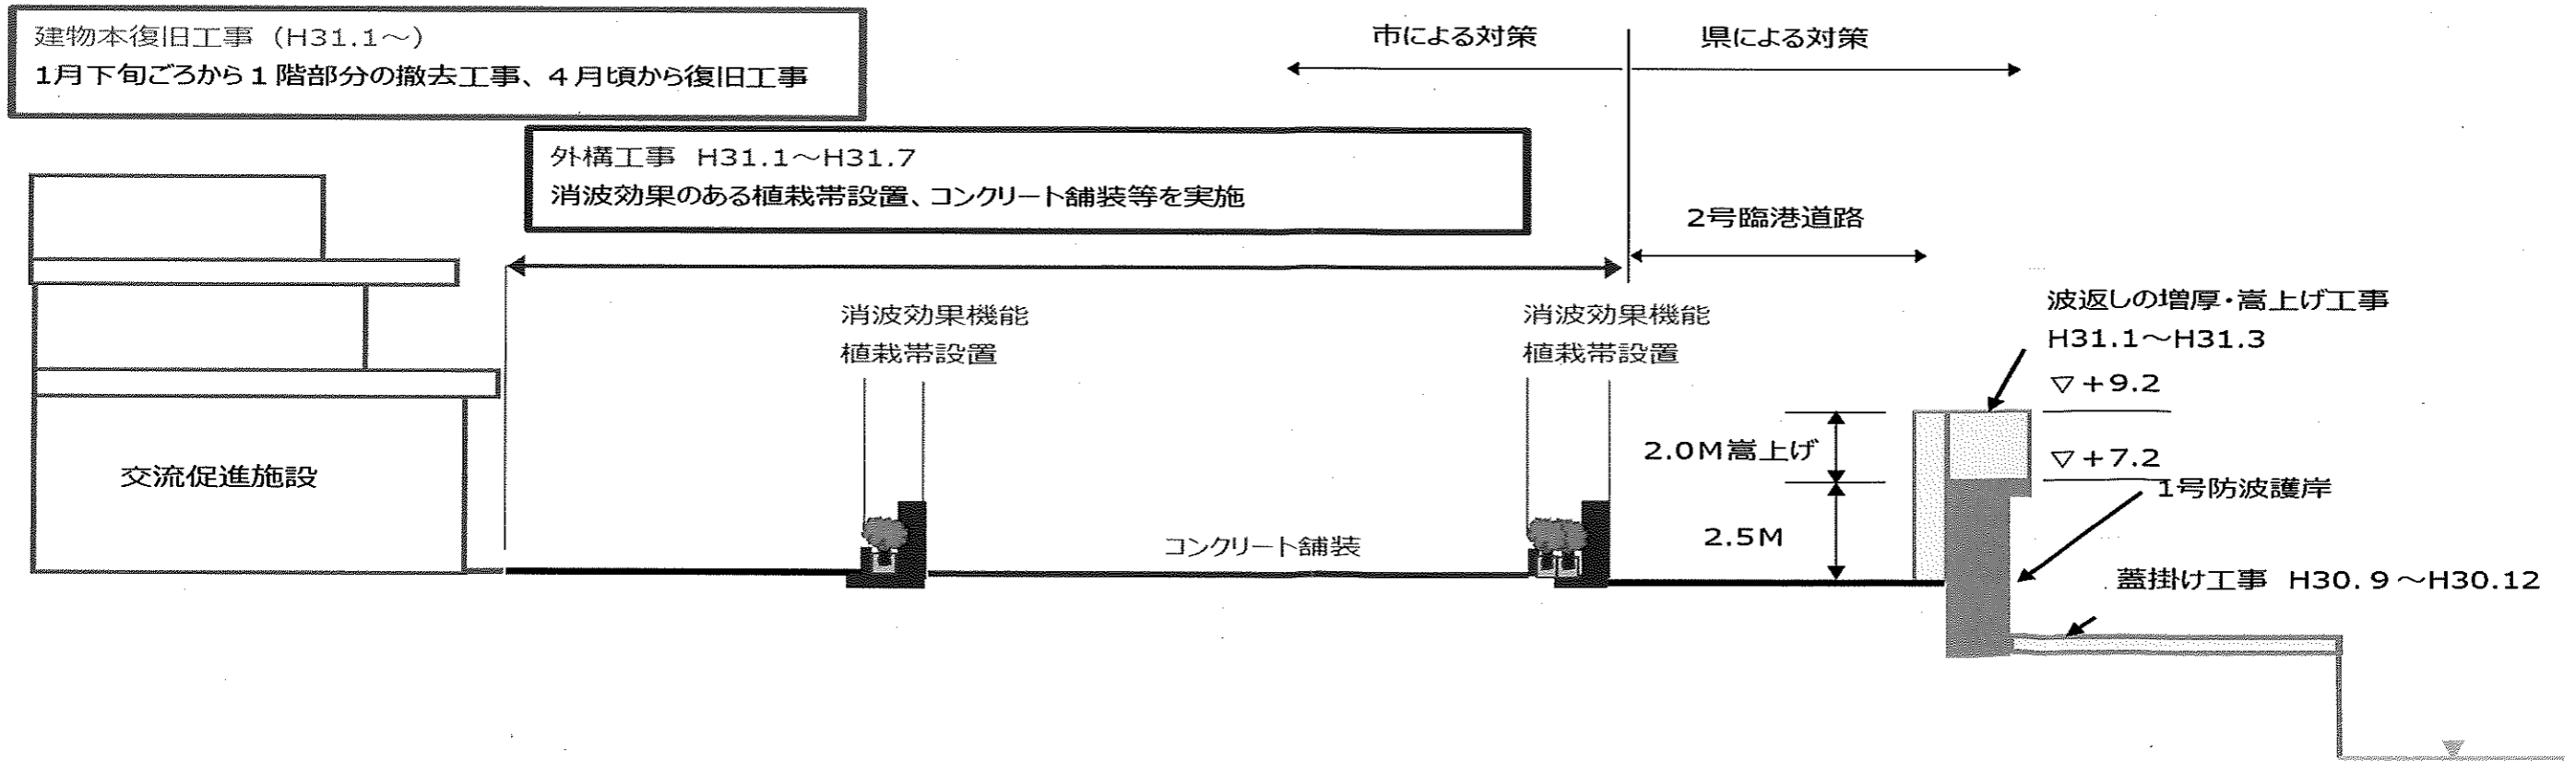 建物本復旧工事（H31.1～）
1月下旬ごろから１階部分の撤去工事、４月頃から復旧工事
市による対策
県による対策
外構工事 H31.1～H31.7
消波効果のある植栽帯設置、コンクリート舗装等を実施
2号臨港道路
消波効果機能
植栽帯設置
消波効果機能
植栽帯設置
波返しの増厚・嵩上げ工事
H31.1～H31.3
▽＋9.2
2.0M嵩上げ
▽＋7.2
交流促進施設
1号防波護岸
コンクリート舗装
2.5M
蓋掛け工事 H30.９～H30.12